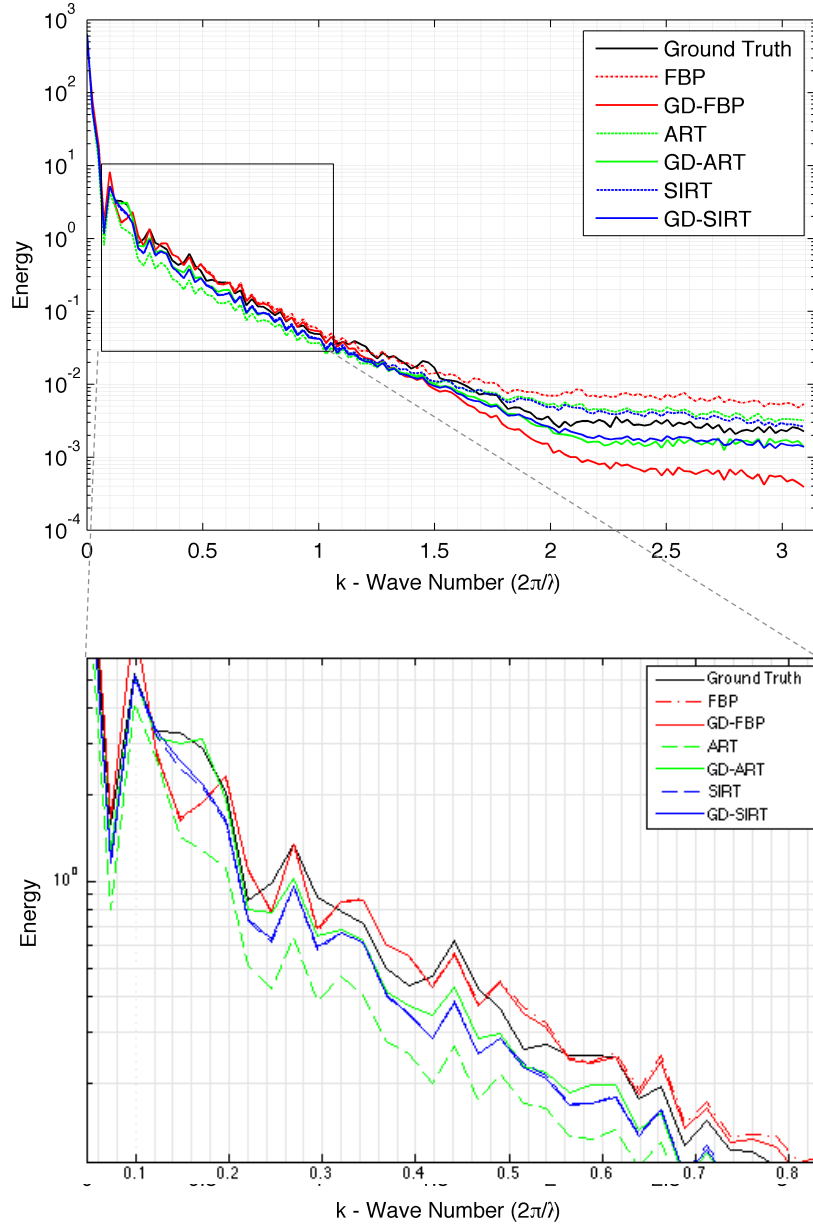 10^3
10^2
10^1
10^0
10^-1
10^-2
10^-3
10^-4
Energy
Ground Truth
FBP
GD-FBP
ART
GD-ART
SIRT
GD-SIRT
0 0.5 1 1.5 2 2.5 3
k - Wave Number (2π/λ)
Ground Truth
FBP
GD-FBP
ART
GD-ART
SIRT
GD-SIRT
10^0
Energy
0.1 0.2 0.3 0.4 0.5 0.6 0.7 0.8
k - Wave Number (2π/λ)